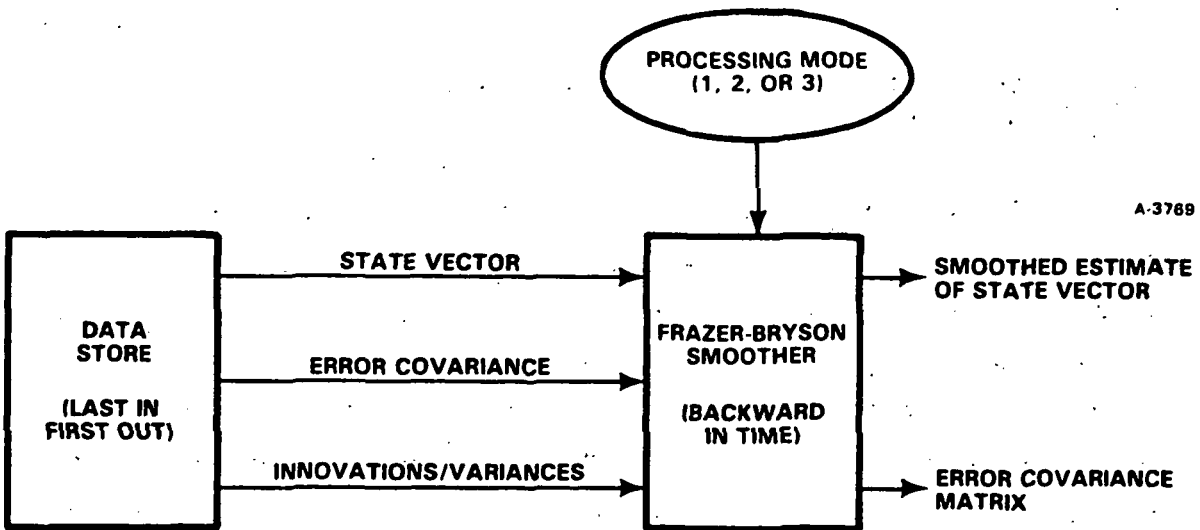 PROCESSING MODE
(1, 2, OR 3)
A-3769
STATE VECTOR
SMOOTHED ESTIMATE
OF STATE VECTOR
DATA
STORE
(LAST IN
FIRST OUT)
ERROR COVARIANCE
FRAZER-BRYSON
SMOOTHER
(BACKWARD
IN TIME)
INNOVATIONS/VARIANCES
ERROR COVARIANCE
MATRIX